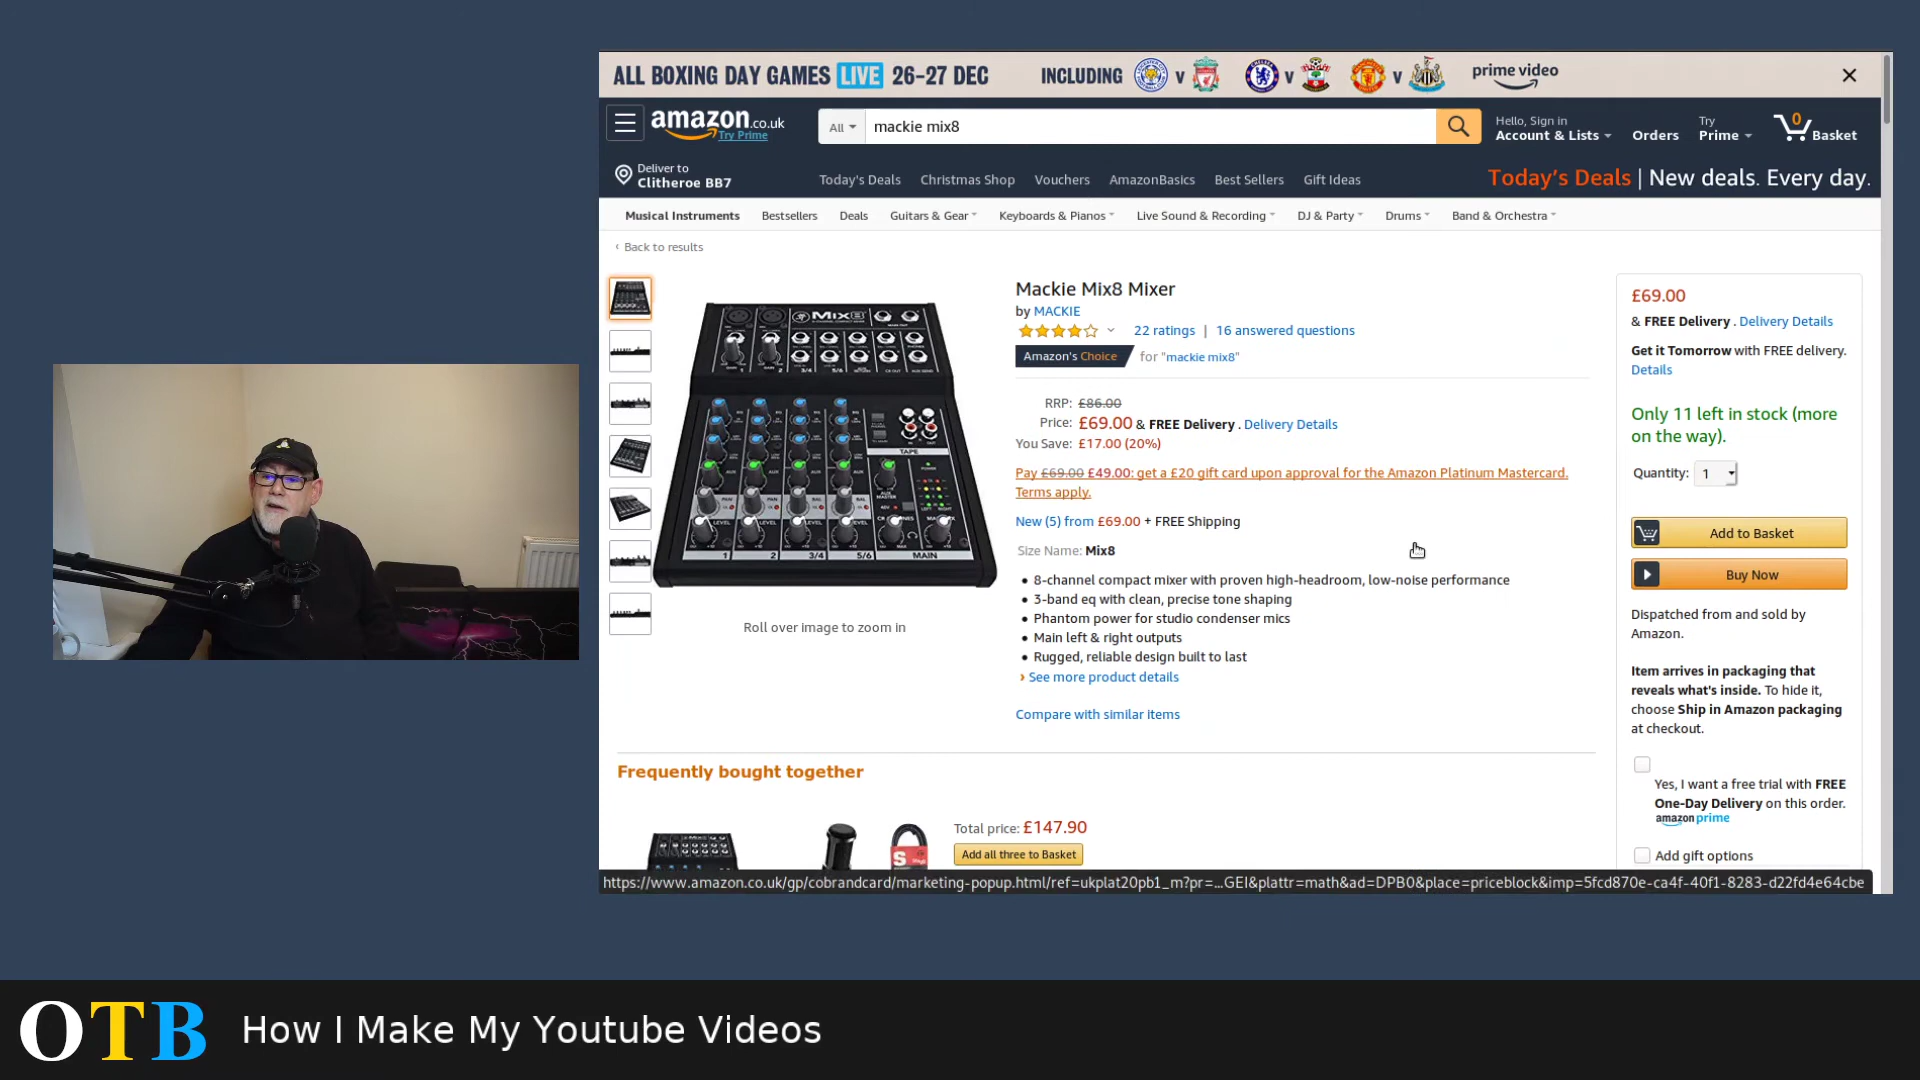 ALL BOXING DAY GAMES LIVE 26-27 DEC INCLUDING v v v prime video
amazon.co.uk
Try Prime
All
mackie mix8
Hello, Sign in
Account & Lists
Orders
Try
Prime
0
Basket
Deliver to
Clitheroe BB7
Today's Deals Christmas Shop Vouchers AmazonBasics Best Sellers Gift Ideas
Today's Deals | New deals. Every day.
Musical Instruments Bestsellers Deals Guitars & Gear Keyboards & Pianos Live Sound & Recording DJ & Party Drums Band & Orchestra
‹ Back to results
MIX8
TAPE
1 2 3/4 5/6 MAIN
Roll over image to zoom in
Mackie Mix8 Mixer
by MACKIE
22 ratings | 16 answered questions
Amazon's Choice for "mackie mix8"
RRP: £86.00
Price: £69.00 & FREE Delivery . Delivery Details
You Save: £17.00 (20%)
Pay £69.00 £49.00: get a £20 gift card upon approval for the Amazon Platinum Mastercard.
Terms apply.
New (5) from £69.00 + FREE Shipping
Size Name: Mix8
• 8-channel compact mixer with proven high-headroom, low-noise performance
• 3-band eq with clean, precise tone shaping
• Phantom power for studio condenser mics
• Main left & right outputs
• Rugged, reliable design built to last
› See more product details
Compare with similar items
£69.00
& FREE Delivery . Delivery Details
Get it Tomorrow with FREE delivery.
Details
Only 11 left in stock (more
on the way).
Quantity: 1
Add to Basket
Buy Now
Dispatched from and sold by
Amazon.
Item arrives in packaging that
reveals what's inside. To hide it,
choose Ship in Amazon packaging
at checkout.
Yes, I want a free trial with FREE
One-Day Delivery on this order.
amazon prime
Add gift options
Frequently bought together
Total price: £147.90
Add all three to Basket
https://www.amazon.co.uk/gp/cobrandcard/marketing-popup.html/ref=ukplat20pb1_m?pr=...GEI&plattr=math&ad=DPB0&place=priceblock&imp=5fcd870e-ca4f-40f1-8283-d22fd4e64cbe
OTB How I Make My Youtube Videos